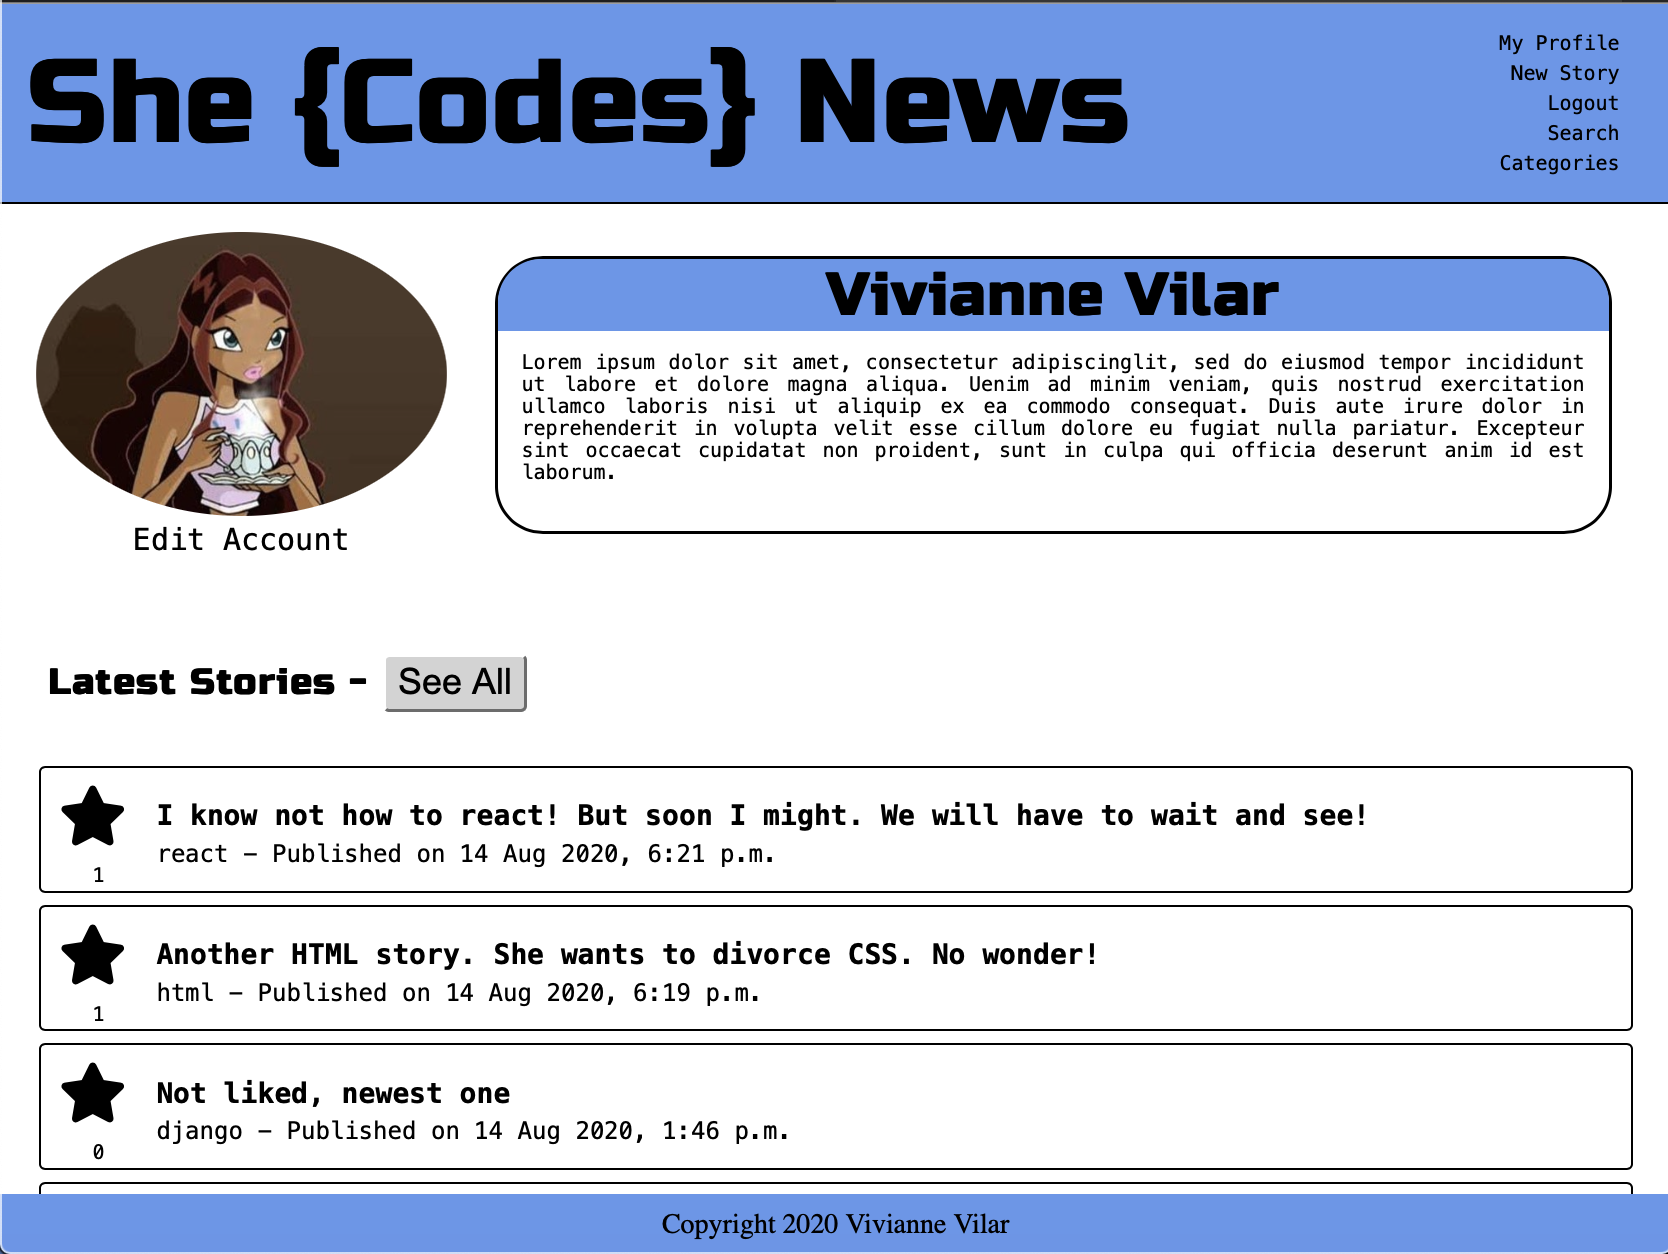 She {Codes} News
My Profile
New Story
Logout
Search
Categories
Vivianne Vilar
Lorem ipsum dolor sit amet, consectetur adipiscinglit, sed do eiusmod tempor incididunt
ut labore et dolore magna aliqua. Uenim ad minim veniam, quis nostrud exercitation
ullamco laboris nisi ut aliquip ex ea commodo consequat. Duis aute irure dolor in
reprehenderit in volupta velit esse cillum dolore eu fugiat nulla pariatur. Excepteur
sint occaecat cupidatat non proident, sunt in culpa qui officia deserunt anim id est
laborum.
Edit Account
Latest Stories - See All
I know not how to react! But soon I might. We will have to wait and see!
react – Published on 14 Aug 2020, 6:21 p.m.
1
Another HTML story. She wants to divorce CSS. No wonder!
html – Published on 14 Aug 2020, 6:19 p.m.
1
Not liked, newest one
django – Published on 14 Aug 2020, 1:46 p.m.
0
Copyright 2020 Vivianne Vilar